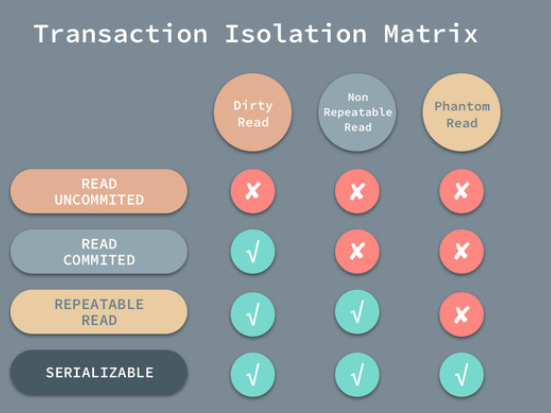 Transaction Isolation Matrix
Dirty
Read
Non
Repeatable
Read
Phantom
Read
READ
UNCOMMITED
✘ ✘ ✘
READ
COMMITED
√ ✘ ✘
REPEATABLE
READ
√ √ ✘
SERIALIZABLE
√ √ √